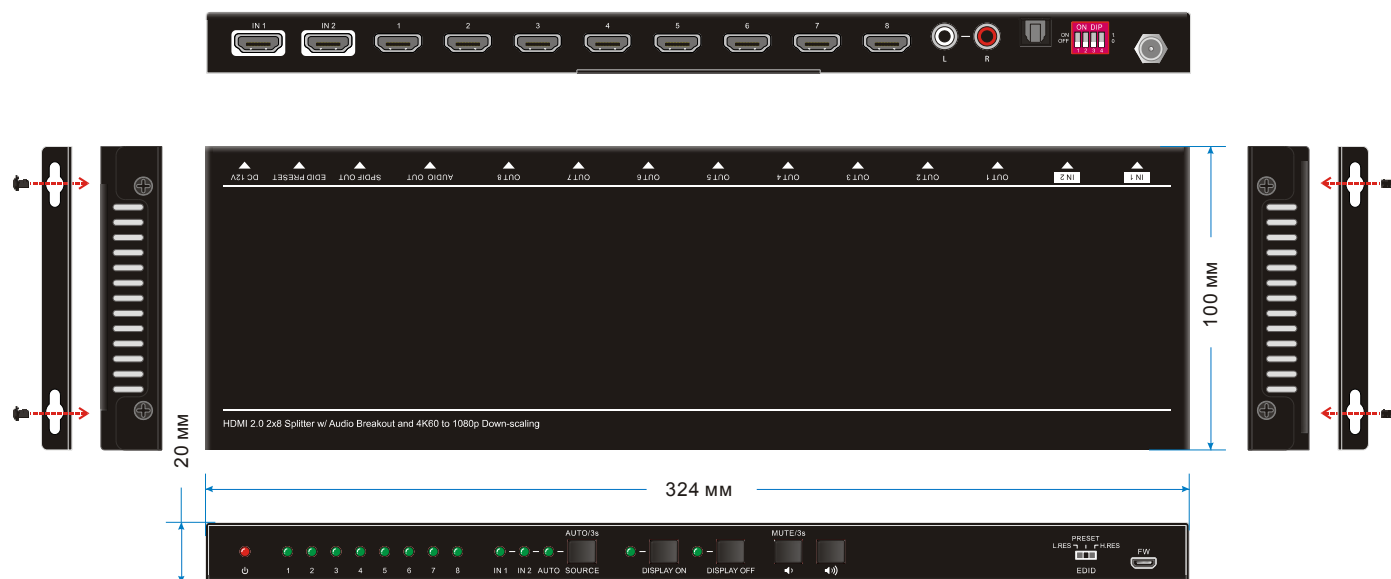 IN 1 IN 2 1 2 3 4 5 6 7 8
L R
ON DIP
ON OFF
1 0
1 2 3 4
DC 12V EDID PRESET SPDIF OUT AUDIO OUT OUT 8 OUT 7 OUT 6 OUT 5 OUT 4 OUT 3 OUT 2 OUT 1 IN 2 IN 1
100 мм
HDMI 2.0 2x8 Splitter w/ Audio Breakout and 4K60 to 1080p Down-scaling
20 мм
324 мм
AUTO/3s MUTE/3s
PRESET
L.RES H.RES
FW
1 2 3 4 5 6 7 8 IN 1 IN 2 AUTO SOURCE DISPLAY ON DISPLAY OFF EDID